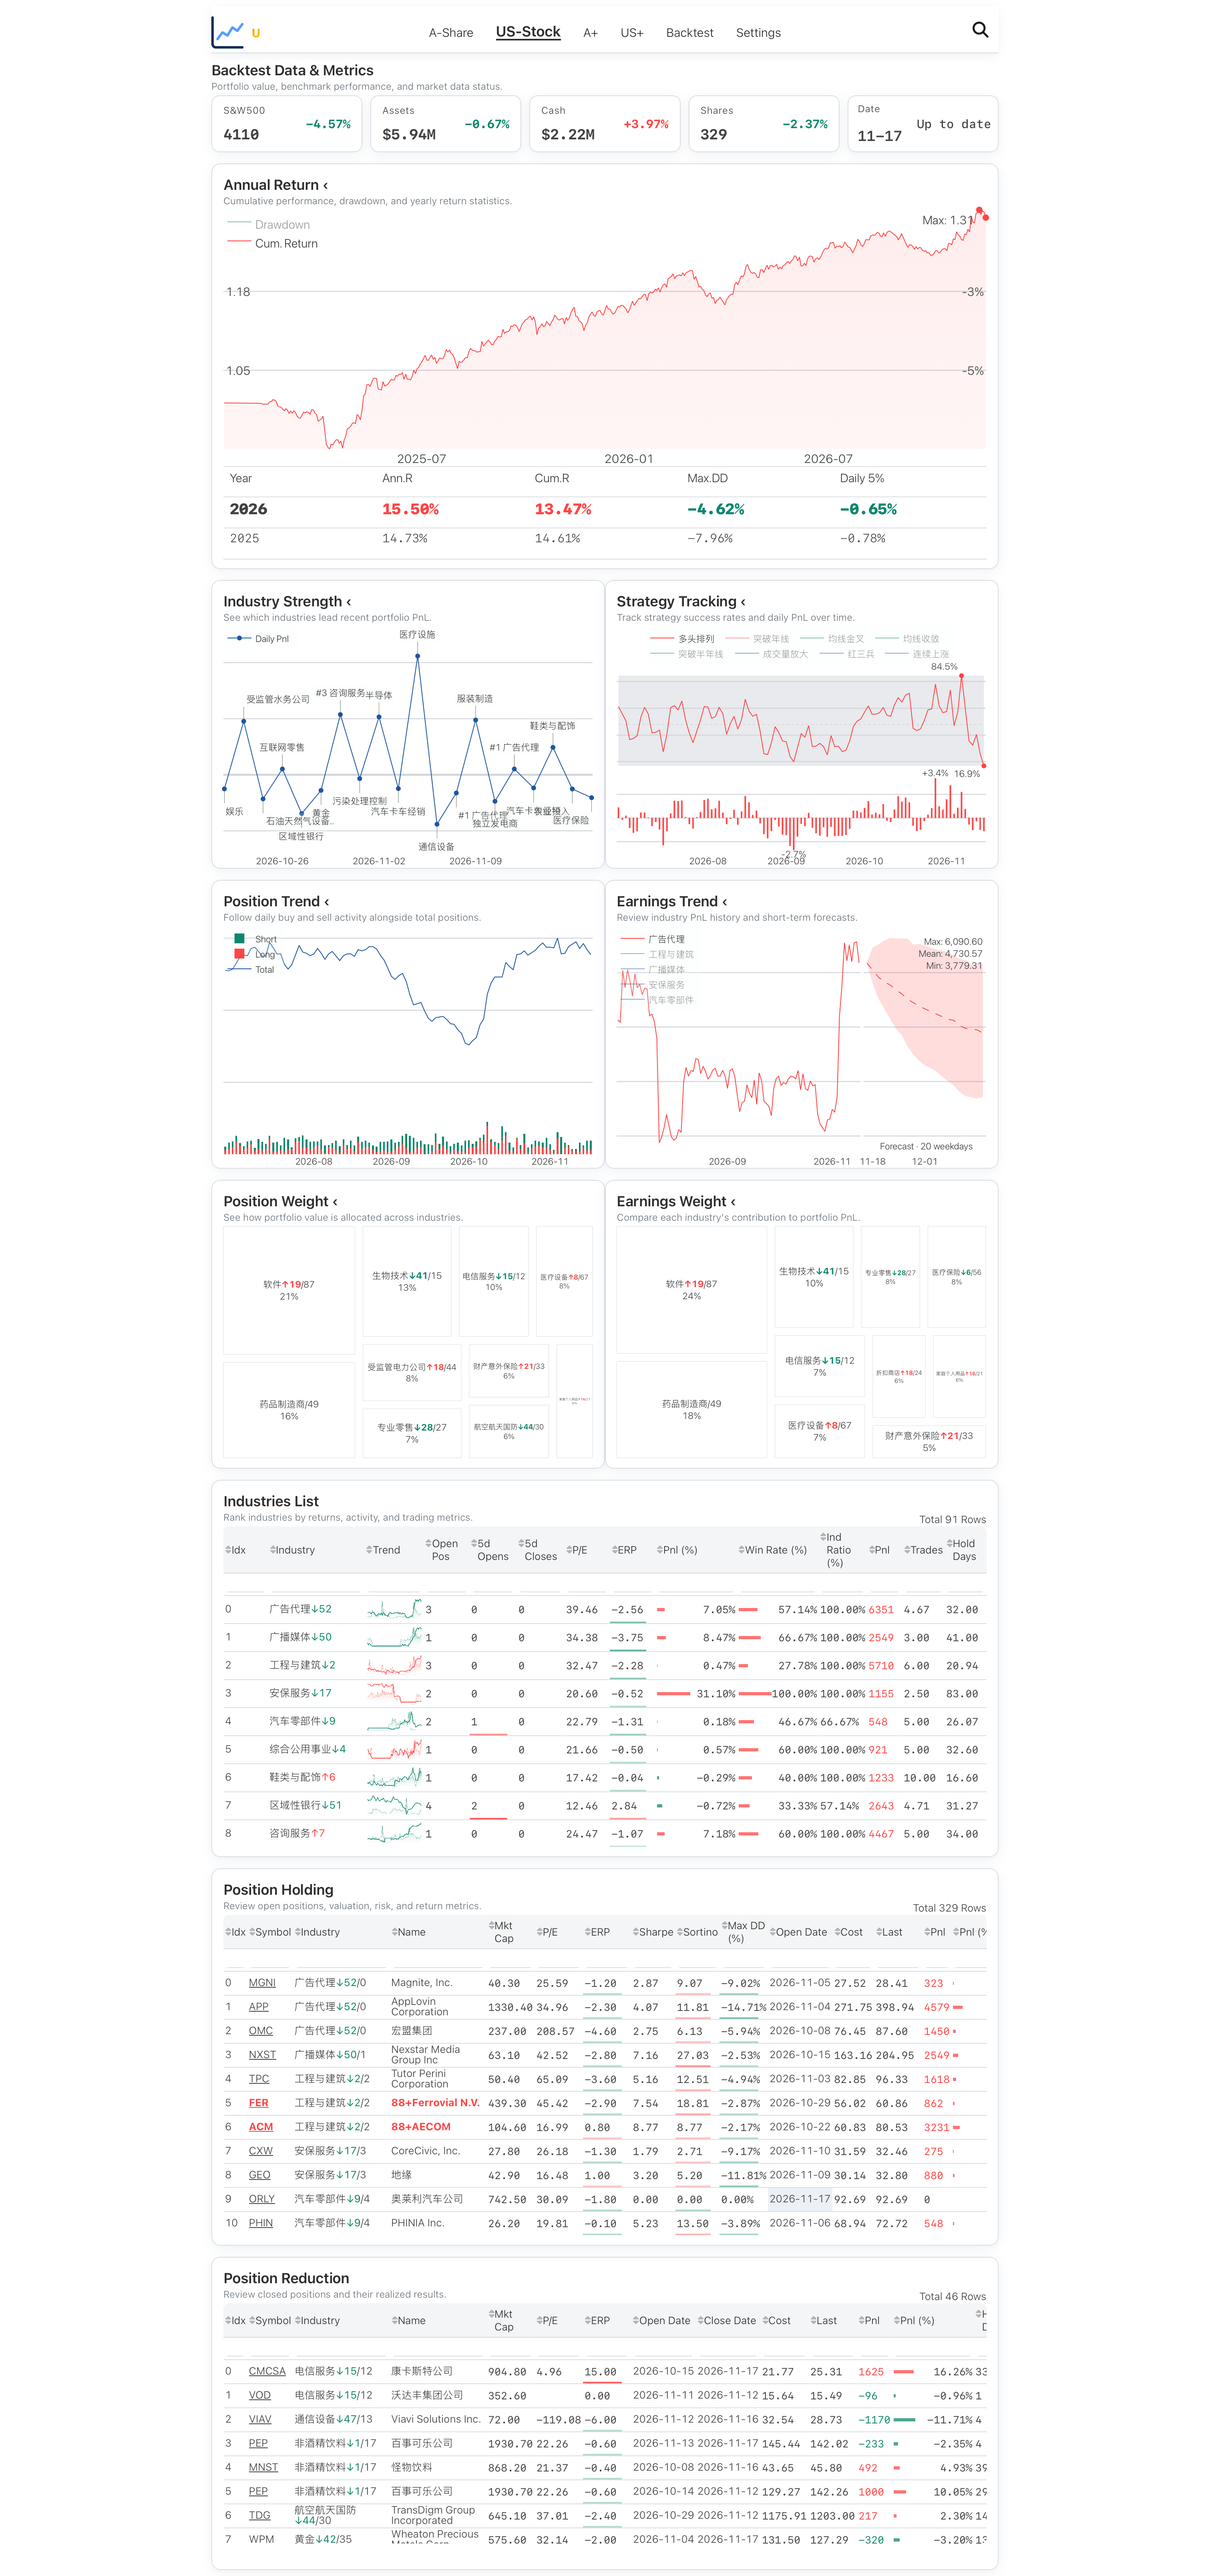 U
A-Share US-Stock A+ US+ Backtest Settings
Backtest Data & Metrics
Portfolio value, benchmark performance, and market data status.
S&W500 4110 -4.57%
Assets $5.94M -0.67%
Cash $2.22M +3.97%
Shares 329 -2.37%
Date 11-17 Up to date
Annual Return ‹
Cumulative performance, drawdown, and yearly return statistics.
Drawdown
Cum. Return
Max: 1.31
1.18 -3%
1.05 -5%
2025-07 2026-01 2026-07
Year Ann.R Cum.R Max.DD Daily 5%
2026 15.50% 13.47% -4.62% -0.65%
2025 14.73% 14.61% -7.96% -0.78%
Industry Strength ‹
See which industries lead recent portfolio PnL.
Daily Pnl
医疗设施
受监管水务公司 #3 咨询服务 半导体 服装制造
鞋类与配饰
互联网零售 #1 广告代理
污染处理控制
娱乐 黄金 汽车卡车经销 #1 广告代理 汽车卡车经销
石油天然气设备.. 独立发电商 医疗保险
区域性银行
通信设备
2026-10-26 2026-11-02 2026-11-09
Strategy Tracking ‹
Track strategy success rates and daily PnL over time.
多头排列 突破年线 均线金叉 均线收敛
突破半年线 成交量放大 红三兵 连续上涨
84.5%
+3.4% 16.9%
-2.7%
2026-08 2026-09 2026-10 2026-11
Position Trend ‹
Follow daily buy and sell activity alongside total positions.
Short
Long
Total
2026-08 2026-09 2026-10 2026-11
Earnings Trend ‹
Review industry PnL history and short-term forecasts.
广告代理
工程与建筑
广播媒体
安保服务
汽车零部件
Max: 6,090.60
Mean: 4,730.57
Min: 3,779.31
Forecast · 20 weekdays
2026-09 2026-11 11-18 12-01
Position Weight ‹
See how portfolio value is allocated across industries.
软件↑19/87
21%
药品制造商/49
16%
生物技术↓41/15
13%
电信服务↓15/12
10%
医疗设备↑8/67
8%
受监管电力公司↑18/44
8%
财产意外保险↑21/33
6%
专业零售↓28/27
7%
航空航天国防↓44/30
6%
Earnings Weight ‹
Compare each industry's contribution to portfolio PnL.
软件↑19/87
24%
药品制造商/49
18%
生物技术↓41/15
10%
专业零售↓28/27
8%
医疗保险↓6/56
8%
电信服务↓15/12
7%
折扣商店↑18/24
6%
家庭个人用品↑19/21
6%
医疗设备↑8/67
7%
财产意外保险↑21/33
5%
Industries List
Rank industries by returns, activity, and trading metrics.
Total 91 Rows
Idx Industry Trend Open Pos 5d Opens 5d Closes P/E ERP Pnl (%) Win Rate (%) Ind Ratio (%) Pnl Trades Hold Days
0 广告代理↓52 3 0 0 39.46 -2.56 7.05% 57.14% 100.00% 6351 4.67 32.00
1 广播媒体↓50 1 0 0 34.38 -3.75 8.47% 66.67% 100.00% 2549 3.00 41.00
2 工程与建筑↓2 3 0 0 32.47 -2.28 0.47% 27.78% 100.00% 5710 6.00 20.94
3 安保服务↓17 2 0 0 20.60 -0.52 31.10% 100.00% 100.00% 1155 2.50 83.00
4 汽车零部件↓9 2 1 0 22.79 -1.31 0.18% 46.67% 66.67% 548 5.00 26.07
5 综合公用事业↓4 1 0 0 21.66 -0.50 0.57% 60.00% 100.00% 921 5.00 32.60
6 鞋类与配饰↑6 1 0 0 17.42 -0.04 -0.29% 40.00% 100.00% 1233 10.00 16.60
7 区域性银行↓51 4 2 0 12.46 2.84 -0.72% 33.33% 57.14% 2643 4.71 31.27
8 咨询服务↑7 1 0 0 24.47 -1.07 7.18% 60.00% 100.00% 4467 5.00 34.00
Position Holding
Review open positions, valuation, risk, and return metrics.
Total 329 Rows
Idx Symbol Industry Name Mkt Cap P/E ERP Sharpe Sortino Max DD (%) Open Date Cost Last Pnl Pnl (%
0 MGNI 广告代理↓52/0 Magnite, Inc. 40.30 25.59 -1.20 2.87 9.07 -9.02% 2026-11-05 27.52 28.41 323
1 APP 广告代理↓52/0 AppLovin Corporation 1330.40 34.96 -2.30 4.07 11.81 -14.71% 2026-11-04 271.75 398.94 4579
2 OMC 广告代理↓52/0 宏盟集团 237.00 208.57 -4.60 2.75 6.13 -5.94% 2026-10-08 76.45 87.60 1450
3 NXST 广播媒体↓50/1 Nexstar Media Group Inc 63.10 42.52 -2.80 7.16 27.03 -2.53% 2026-10-15 163.16 204.95 2549
4 TPC 工程与建筑↓2/2 Tutor Perini Corporation 50.40 65.09 -3.60 5.16 12.51 -4.94% 2026-11-03 82.85 96.33 1618
5 FER 工程与建筑↓2/2 88+Ferrovial N.V. 439.30 45.42 -2.90 7.54 18.81 -2.87% 2026-10-29 56.02 60.86 862
6 ACM 工程与建筑↓2/2 88+AECOM 104.60 16.99 0.80 8.77 8.77 -2.17% 2026-10-22 60.83 80.53 3231
7 CXW 安保服务↓17/3 CoreCivic, Inc. 27.80 26.18 -1.30 1.79 2.71 -9.17% 2026-11-10 31.59 32.46 275
8 GEO 安保服务↓17/3 地缘 42.90 16.48 1.00 3.20 5.20 -11.81% 2026-11-09 30.14 32.80 880
9 ORLY 汽车零部件↓9/4 奥莱利汽车公司 742.50 30.09 -1.80 0.00 0.00 0.00% 2026-11-17 92.69 92.69 0
10 PHIN 汽车零部件↓9/4 PHINIA Inc. 26.20 19.81 -0.10 5.23 13.50 -3.89% 2026-11-06 68.94 72.72 548
Position Reduction
Review closed positions and their realized results.
Total 46 Rows
Idx Symbol Industry Name Mkt Cap P/E ERP Open Date Close Date Cost Last Pnl Pnl (%)
0 CMCSA 电信服务↓15/12 康卡斯特公司 904.80 4.96 15.00 2026-10-15 2026-11-17 21.77 25.31 1625 16.26% 33
1 VOD 电信服务↓15/12 沃达丰集团公司 352.60 0.00 2026-11-11 2026-11-12 15.64 15.49 -96 -0.96% 1
2 VIAV 通信设备↓47/13 Viavi Solutions Inc. 72.00 -119.08 -6.00 2026-11-12 2026-11-16 32.54 28.73 -1170 -11.71% 4
3 PEP 非酒精饮料↓1/17 百事可乐公司 1930.70 22.26 -0.60 2026-11-13 2026-11-17 145.44 142.02 -233 -2.35% 4
4 MNST 非酒精饮料↓1/17 怪物饮料 868.20 21.37 -0.40 2026-10-08 2026-11-16 43.65 45.80 492 4.93% 39
5 PEP 非酒精饮料↓1/17 百事可乐公司 1930.70 22.26 -0.60 2026-10-14 2026-11-12 129.27 142.26 1000 10.05% 29
6 TDG 航空航天国防↓44/30 TransDigm Group Incorporated 645.10 37.01 -2.40 2026-10-29 2026-11-12 1175.91 1203.00 217 2.30% 14
7 WPM 黄金↓42/35 Wheaton Precious 575.60 32.14 -2.00 2026-11-04 2026-11-17 131.50 127.29 -320 -3.20% 13